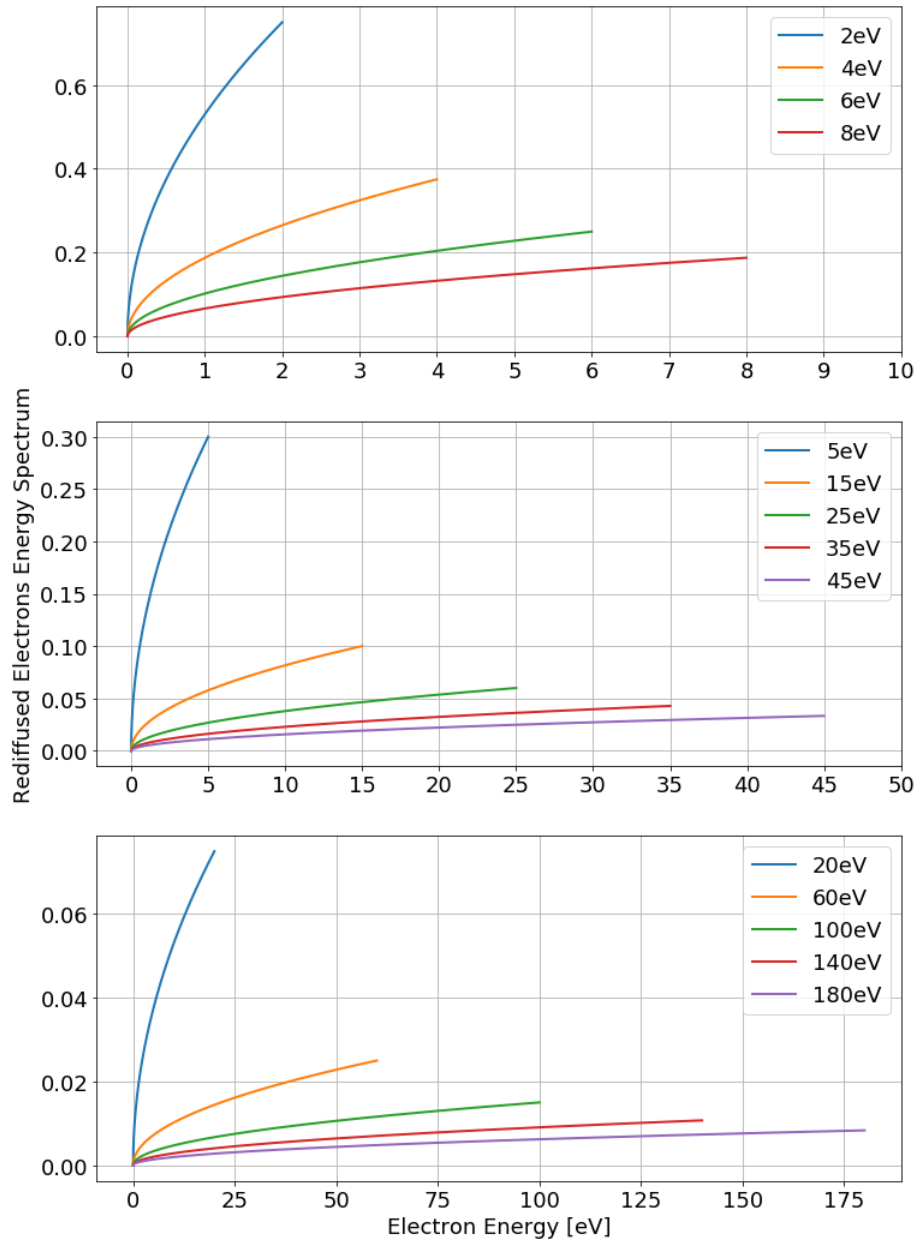 0.6
0.4
0.2
0.0
0 1 2 3 4 5 6 7 8 9 10
2eV
4eV
6eV
8eV
Rediffused Electrons Energy Spectrum
0.30
0.25
0.20
0.15
0.10
0.05
0.00
0 5 10 15 20 25 30 35 40 45 50
5eV
15eV
25eV
35eV
45eV
0.06
0.04
0.02
0.00
0 25 50 75 100 125 150 175
20eV
60eV
100eV
140eV
180eV
Electron Energy [eV]